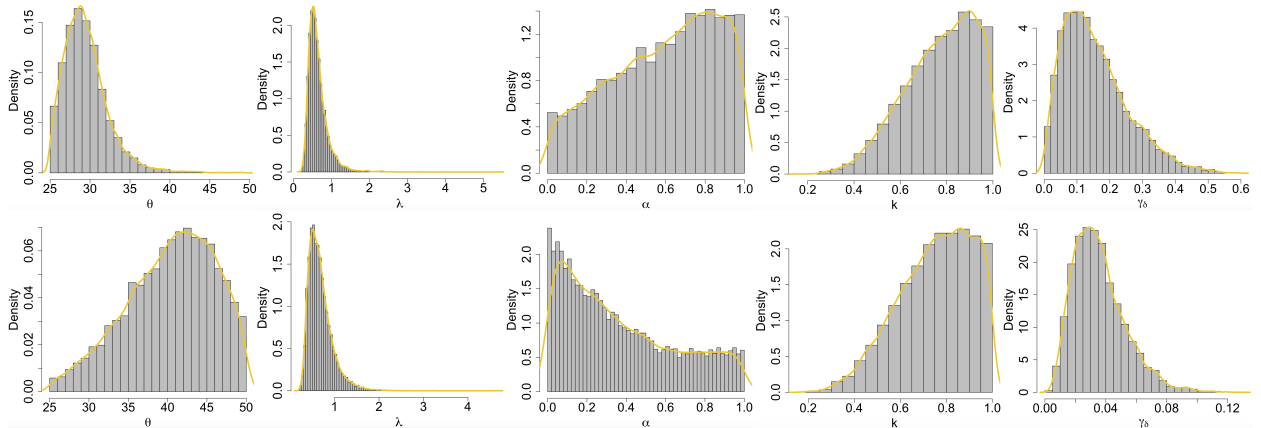 Density
0.00 0.05 0.10 0.15
25 30 35 40 45 50
θ
Density
0.0 0.5 1.0 1.5 2.0
0 1 2 3 4 5
λ
Density
0.0 0.4 0.8 1.2
0.0 0.2 0.4 0.6 0.8 1.0
α
Density
0.0 0.5 1.0 1.5 2.0 2.5
0.2 0.4 0.6 0.8 1.0
k
Density
0 1 2 3 4
0.0 0.1 0.2 0.3 0.4 0.5 0.6
γδ
Density
0.00 0.02 0.04 0.06
25 30 35 40 45 50
θ
Density
0.0 0.5 1.0 1.5 2.0
1 2 3 4
λ
Density
0.0 0.5 1.0 1.5 2.0
0.0 0.2 0.4 0.6 0.8 1.0
α
Density
0.0 0.5 1.0 1.5 2.0
0.2 0.4 0.6 0.8 1.0
k
Density
0 5 10 15 20 25
0.00 0.04 0.08 0.12
γδ